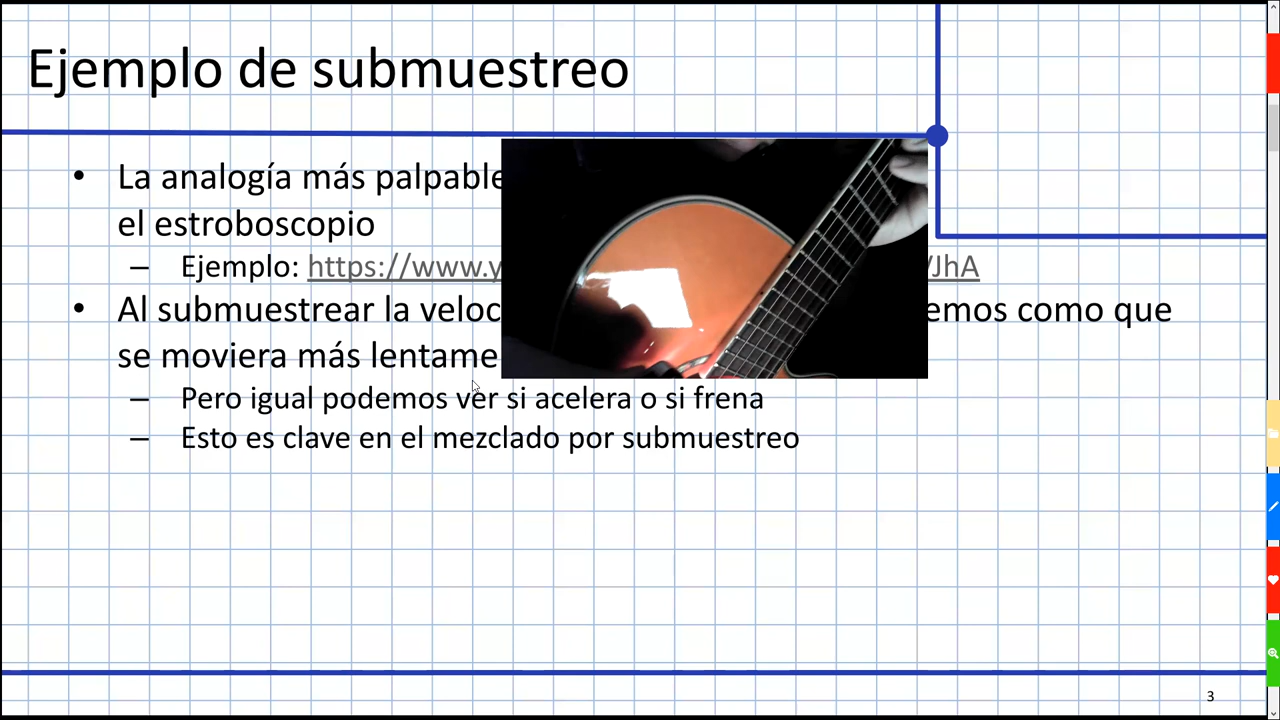 Ejemplo de submuestreo
• La analogía más palpable
el estroboscopio
– Ejemplo: https://www.y JhA
• Al submuestrear la veloc emos como que
se moviera más lentame
– Pero igual podemos ver si acelera o si frena
– Esto es clave en el mezclado por submuestreo
3